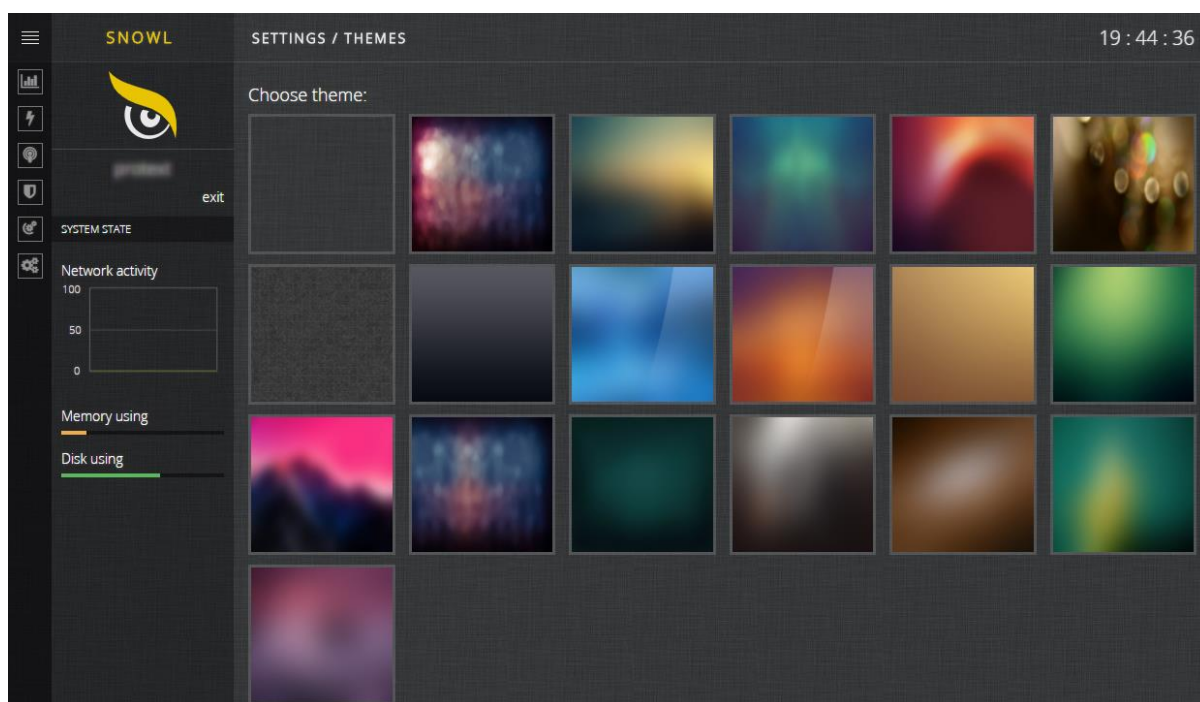 SNOWL
SETTINGS / THEMES
19 : 44 : 36
exit
SYSTEM STATE
Network activity
100
50
0
Memory using
Disk using
Choose theme: